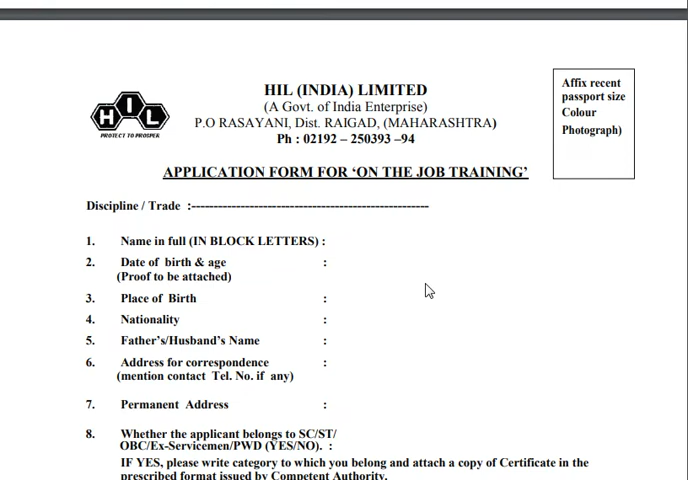 HIL
PROTECT TO PROSPER
HIL (INDIA) LIMITED
(A Govt. of India Enterprise)
P.O RASAYANI, Dist. RAIGAD, (MAHARASHTRA)
Ph : 02192 – 250393 –94
Affix recent
passport size
Colour
Photograph)
APPLICATION FORM FOR ‘ON THE JOB TRAINING’
Discipline / Trade :-----------------------------------------------------
1. Name in full (IN BLOCK LETTERS) :
2. Date of birth & age :
(Proof to be attached)
3. Place of Birth :
4. Nationality :
5. Father’s/Husband’s Name :
6. Address for correspondence :
(mention contact Tel. No. if any)
7. Permanent Address :
8. Whether the applicant belongs to SC/ST/
OBC/Ex-Servicemen/PWD (YES/NO). :
IF YES, please write category to which you belong and attach a copy of Certificate in the
prescribed format issued by Competent Authority.